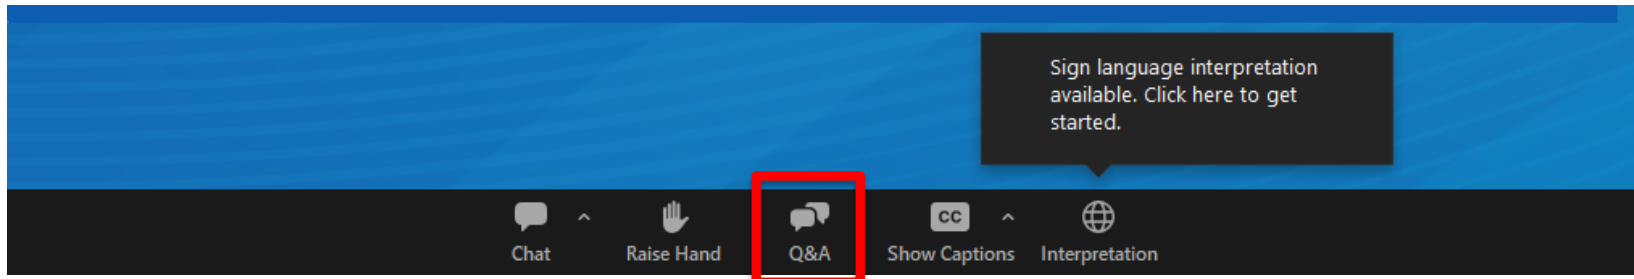 Sign language interpretation
available. Click here to get
started.
CC
Chat Raise Hand Q&A Show Captions Interpretation